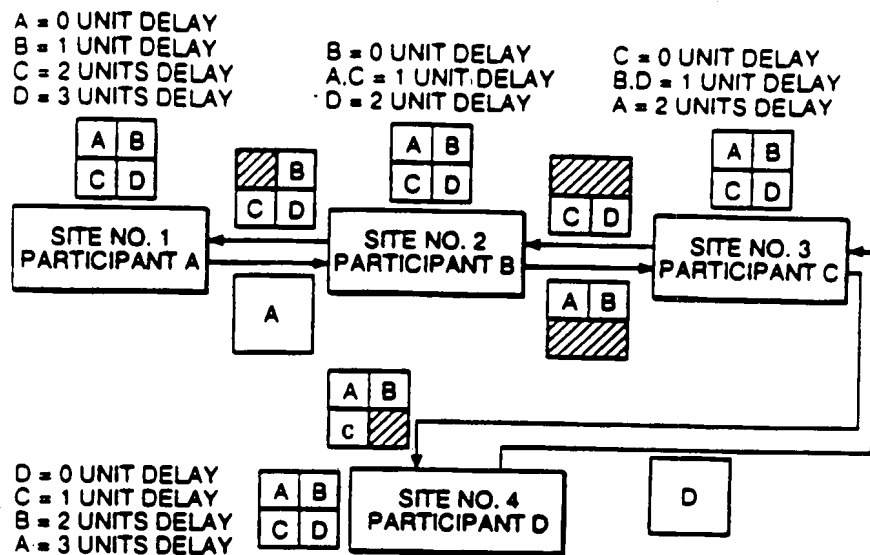 A = 0 UNIT DELAY
B = 1 UNIT DELAY
C = 2 UNITS DELAY
D = 3 UNITS DELAY
B = 0 UNIT DELAY
A.C = 1 UNIT DELAY
D = 2 UNIT DELAY
C = 0 UNIT DELAY
B.D = 1 UNIT DELAY
A = 2 UNITS DELAY
A B
C D
B
C D
A B
C D
C D
A B
C D
SITE NO. 1
PARTICIPANT A
SITE NO. 2
PARTICIPANT B
SITE NO. 3
PARTICIPANT C
A
A B
A B
C
D = 0 UNIT DELAY
C = 1 UNIT DELAY
B = 2 UNITS DELAY
A = 3 UNITS DELAY
A B
C D
SITE NO. 4
PARTICIPANT D
D